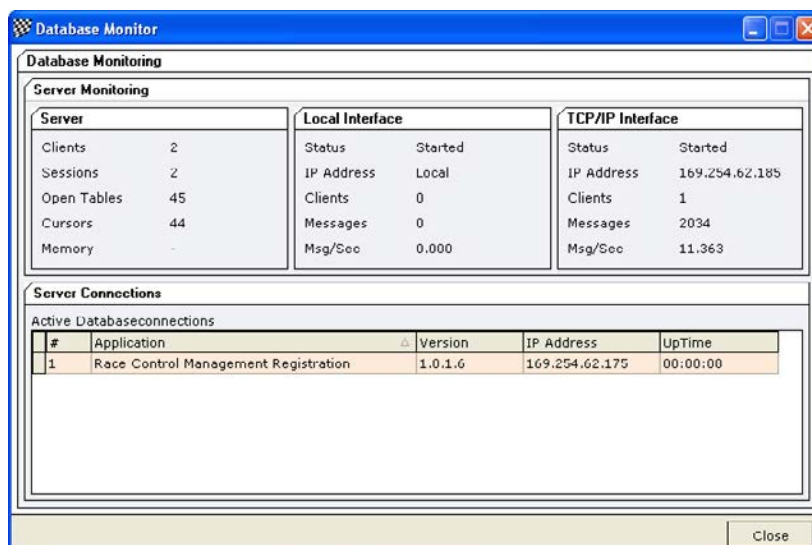 Database Monitor
Database Monitoring
Server Monitoring
Server
Clients 2
Sessions 2
Open Tables 45
Cursors 44
Memory -
Local Interface
Status Started
IP Address Local
Clients 0
Messages 0
Msg/Sec 0.000
TCP/IP Interface
Status Started
IP Address 169.254.62.185
Clients 1
Messages 2034
Msg/Sec 11.363
Server Connections
Active Databaseconnections
# Application Version IP Address UpTime
1 Race Control Management Registration 1.0.1.6 169.254.62.175 00:00:00
Close